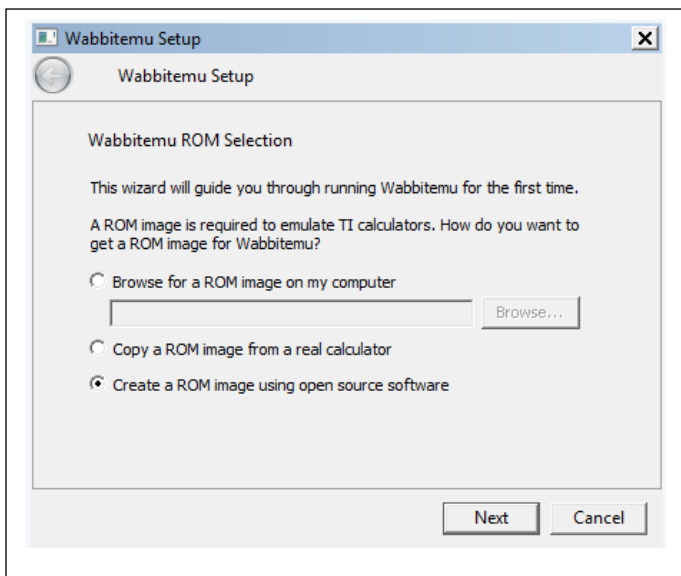 Wabbitemu Setup
Wabbitemu Setup
Wabbitemu ROM Selection
This wizard will guide you through running Wabbitemu for the first time.
A ROM image is required to emulate TI calculators. How do you want to
get a ROM image for Wabbitemu?
Browse for a ROM image on my computer
Browse...
Copy a ROM image from a real calculator
Create a ROM image using open source software
Next Cancel